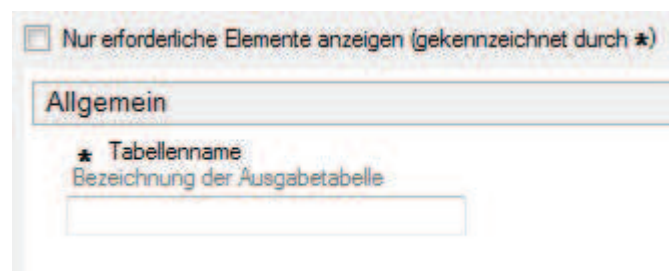 Nur erforderliche Elemente anzeigen (gekennzeichnet durch *)
Allgemein
* Tabellenname
Bezeichnung der Ausgabetabelle